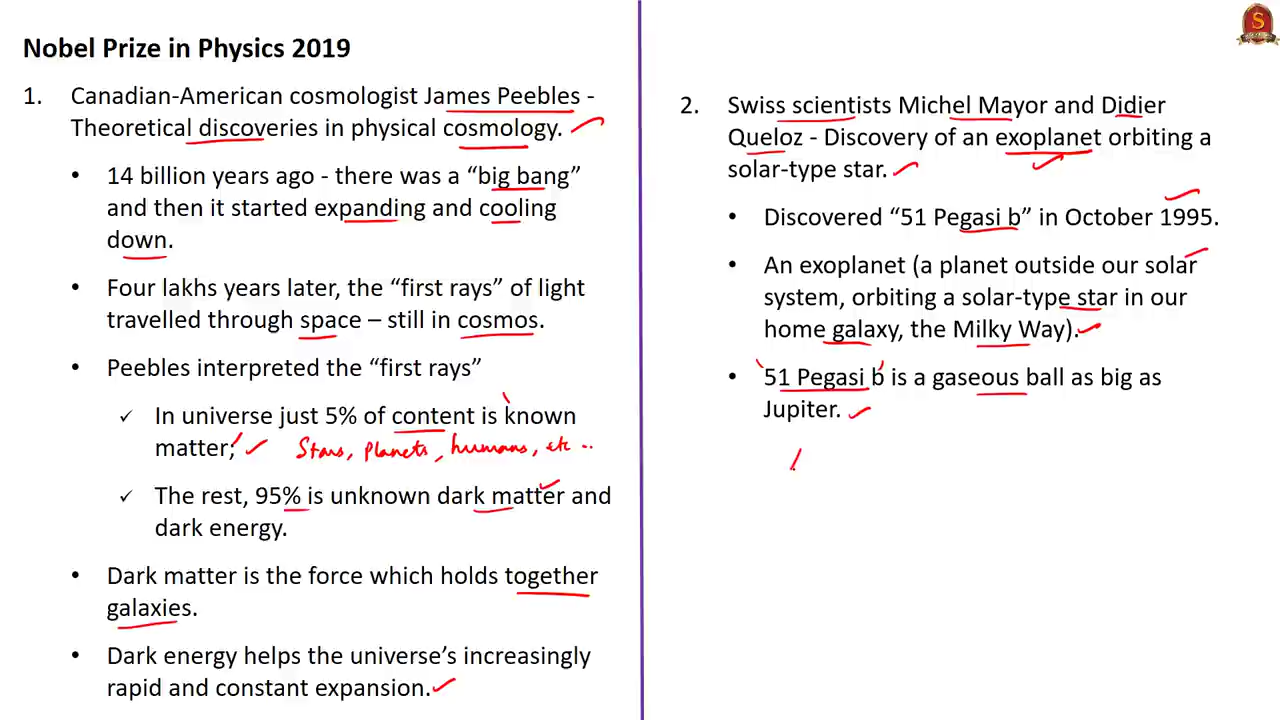 Nobel Prize in Physics 2019
1. Canadian-American cosmologist James Peebles -
Theoretical discoveries in physical cosmology.
• 14 billion years ago - there was a “big bang”
and then it started expanding and cooling
down.
• Four lakhs years later, the “first rays” of light
travelled through space – still in cosmos.
• Peebles interpreted the “first rays”
✓ In universe just 5% of content is known
matter; Stars, planets, humans, etc ..
✓ The rest, 95% is unknown dark matter and
dark energy.
• Dark matter is the force which holds together
galaxies.
• Dark energy helps the universe’s increasingly
rapid and constant expansion.
2. Swiss scientists Michel Mayor and Didier
Queloz - Discovery of an exoplanet orbiting a
solar-type star.
• Discovered “51 Pegasi b” in October 1995.
• An exoplanet (a planet outside our solar
system, orbiting a solar-type star in our
home galaxy, the Milky Way).
• ‘51 Pegasi b’ is a gaseous ball as big as
Jupiter.
S